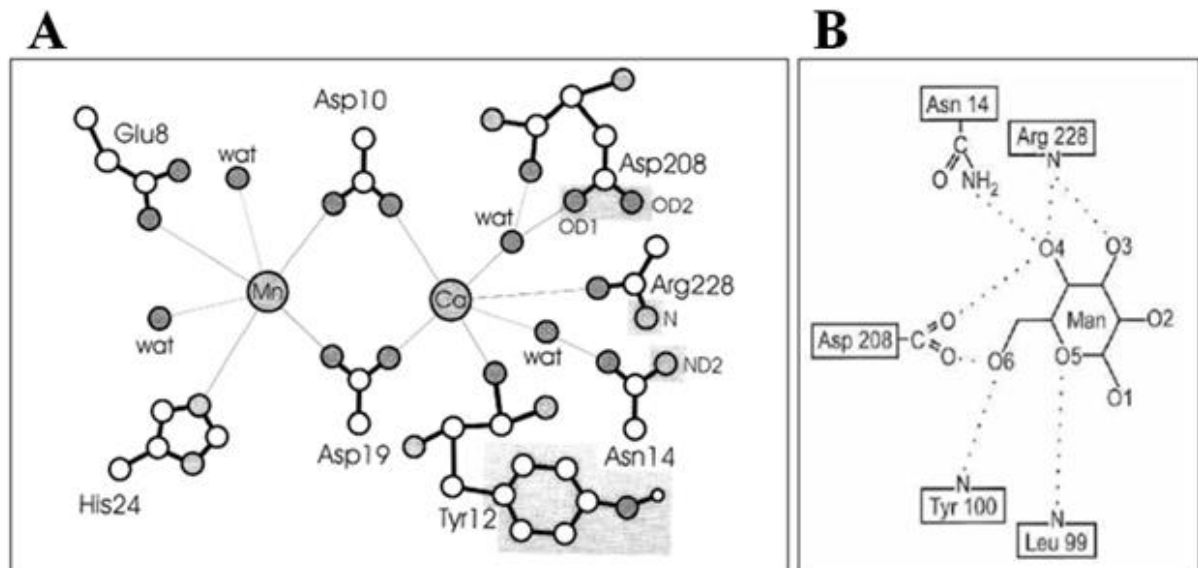 A
B
Glu8
wat
Asp10
Asp208
wat
OD1
OD2
Mn
Ca
Arg228
N
wat
wat
ND2
His24
Asp19
Tyr12
Asn14
Asn 14
Arg 228
C
O
NH2
N
O4
O3
O
Asp 208
C
O
O6
Man
O5
O2
O1
N
Tyr 100
N
Leu 99